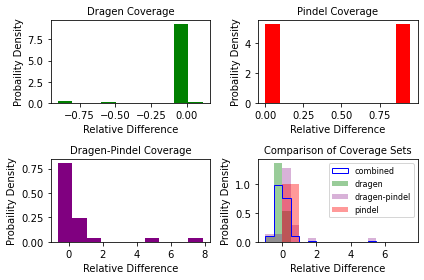 Dragen Coverage
Probaility Density
7.5
5.0
2.5
0.0
−0.75
−0.50
−0.25
0.00
Relative Difference
Pindel Coverage
Probaility Density
4
2
0
0.00
0.25
0.50
0.75
Relative Difference
Dragen-Pindel Coverage
Probaility Density
0.75
0.50
0.25
0.00
0
2
4
6
8
Relative Difference
Comparison of Coverage Sets
Probaility Density
1.0
0.5
0.0
0
2
4
6
Relative Difference
combined
dragen
dragen-pindel
pindel